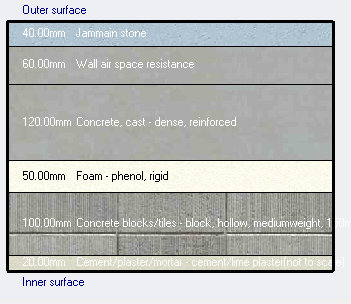 Outer surface
40.00mm Jammain stone
60.00mm Wall air space resistance
120.00mm Concrete, cast - dense, reinforced
50.00mm Foam - phenol, rigid
100.00mm Concrete blocks/tiles - block, hollow, mediumweight, 150m
20.00mm Cement/plaster/mortar - cement/lime plaster(not to scale)
Inner surface